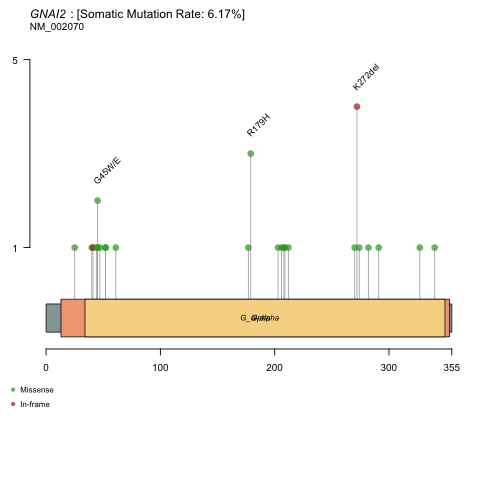 GNAI2 : [Somatic Mutation Rate: 6.17%]
NM_002070
5
K272del
R179H
G45W/E
1
0
100
200
300
355
Missense
In-frame